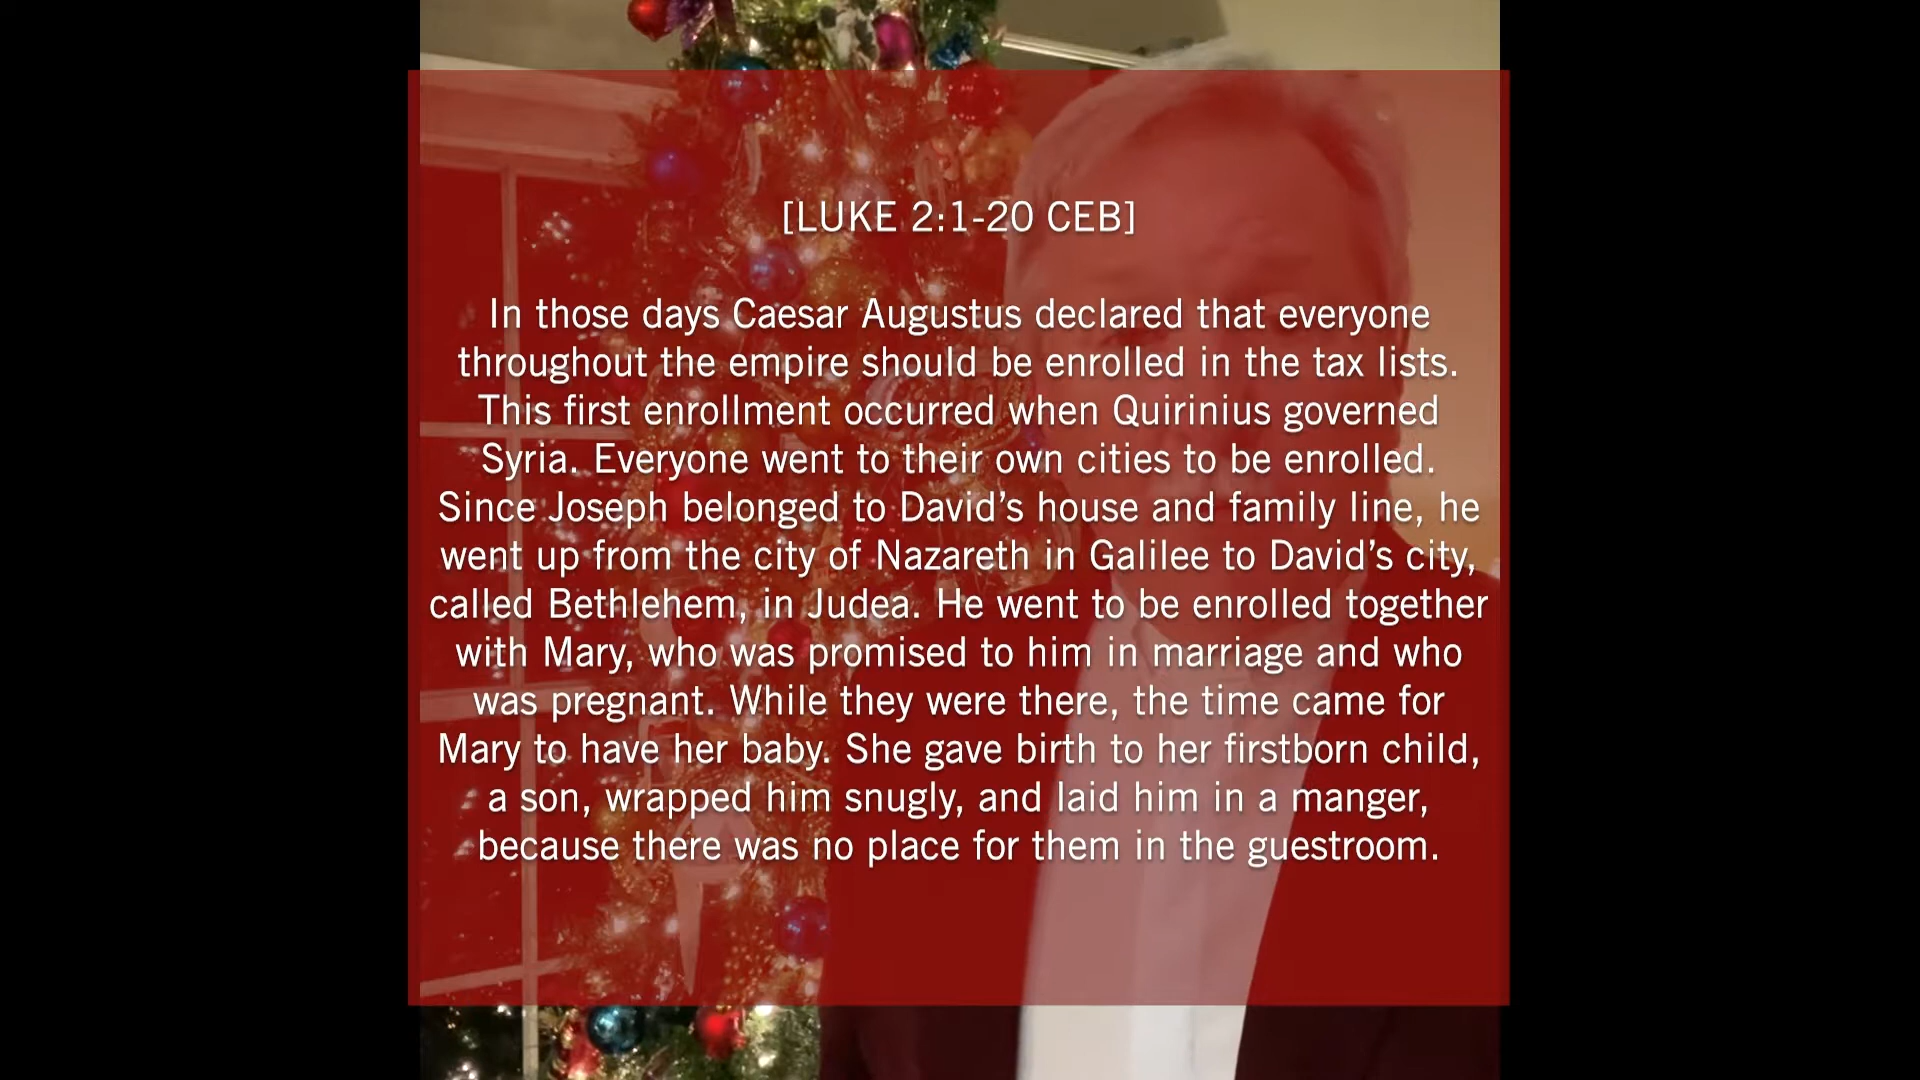 [LUKE 2:1-20 CEB]
In those days Caesar Augustus declared that everyone
throughout the empire should be enrolled in the tax lists.
This first enrollment occurred when Quirinius governed
Syria. Everyone went to their own cities to be enrolled.
Since Joseph belonged to David’s house and family line, he
went up from the city of Nazareth in Galilee to David’s city,
called Bethlehem, in Judea. He went to be enrolled together
with Mary, who was promised to him in marriage and who
was pregnant. While they were there, the time came for
Mary to have her baby. She gave birth to her firstborn child,
a son, wrapped him snugly, and laid him in a manger,
because there was no place for them in the guestroom.